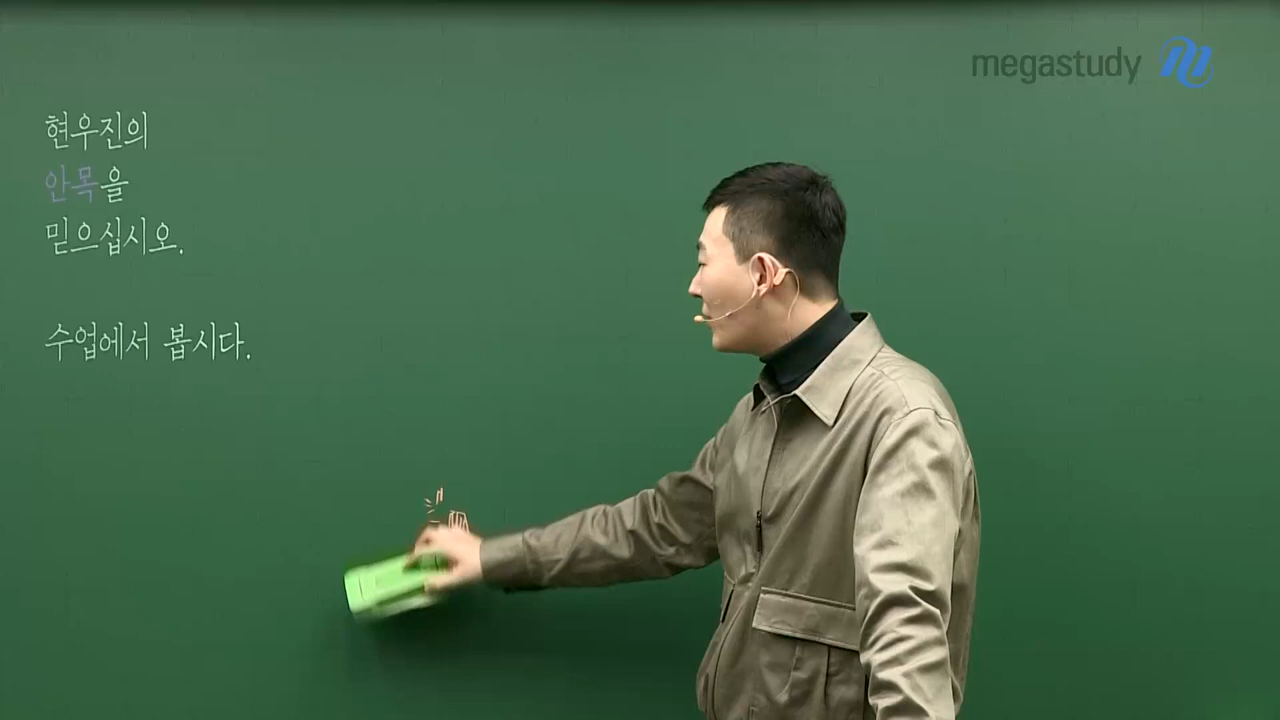 megastudy
현우진의
안목을
믿으십시오.
수업에서 봅시다.